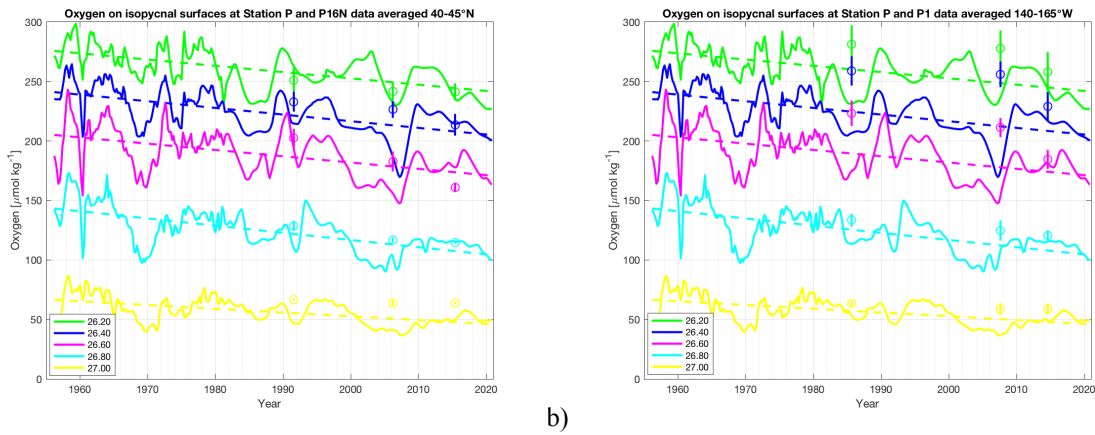 Oxygen on isopycnal surfaces at Station P and P16N data averaged 40-45°N
Oxygen [μmol kg⁻¹]
300
250
200
150
100
50
0
26.20
26.40
26.60
26.80
27.00
1960 1970 1980 1990 2000 2010 2020
Year
b)
Oxygen on isopycnal surfaces at Station P and P1 data averaged 140-165°W
Oxygen [μmol kg⁻¹]
300
250
200
150
100
50
0
26.20
26.40
26.60
26.80
27.00
1960 1970 1980 1990 2000 2010 2020
Year